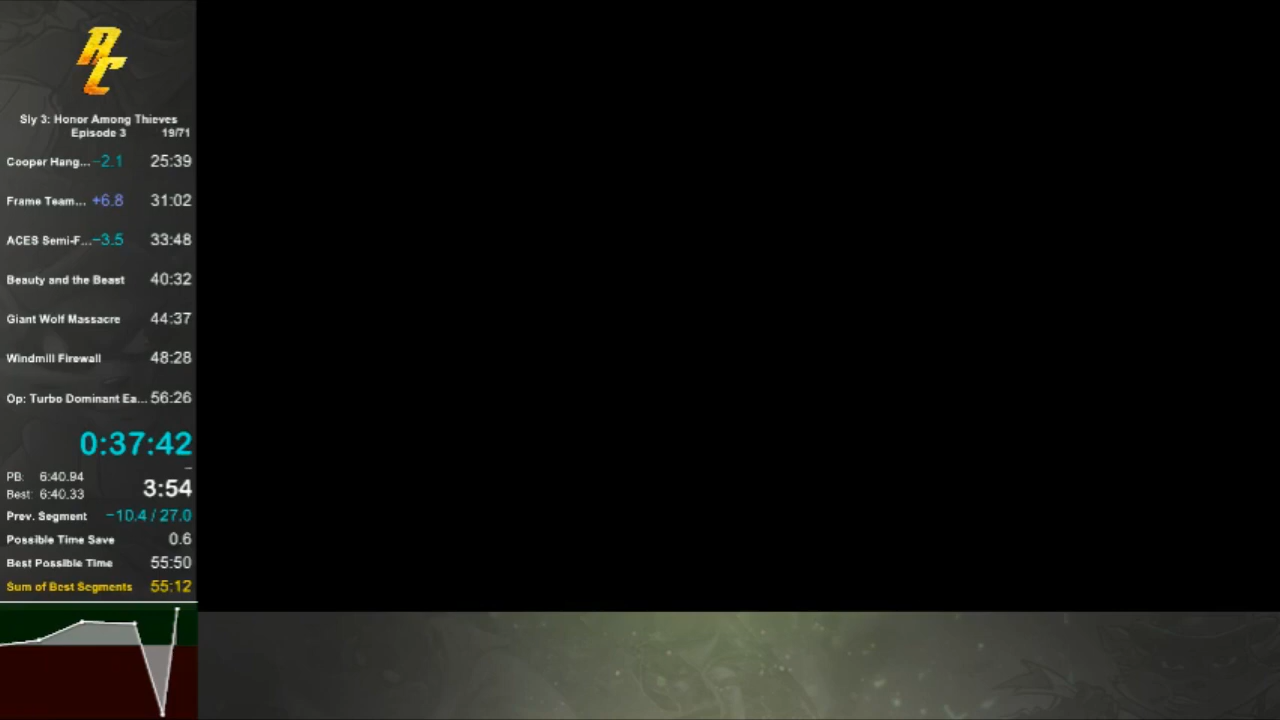 RC
Sly 3: Honor Among Thieves
Episode 3 19/71
Cooper Hang... −2.1 25:39
Frame Team... +6.8 31:02
ACES Semi-F... −3.5 33:48
Beauty and the Beast 40:32
Giant Wolf Massacre 44:37
Windmill Firewall 48:28
Op: Turbo Dominant Ea... 56:26
0:37:42
–
PB: 6:40.94
Best: 6:40.33 3:54
Prev. Segment −10.4 / 27.0
Possible Time Save 0.6
Best Possible Time 55:50
Sum of Best Segments 55:12